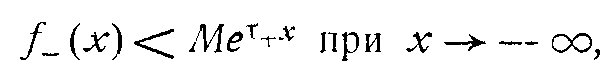 f₋(x) < Me^{τ₊x} при x → — ∞,